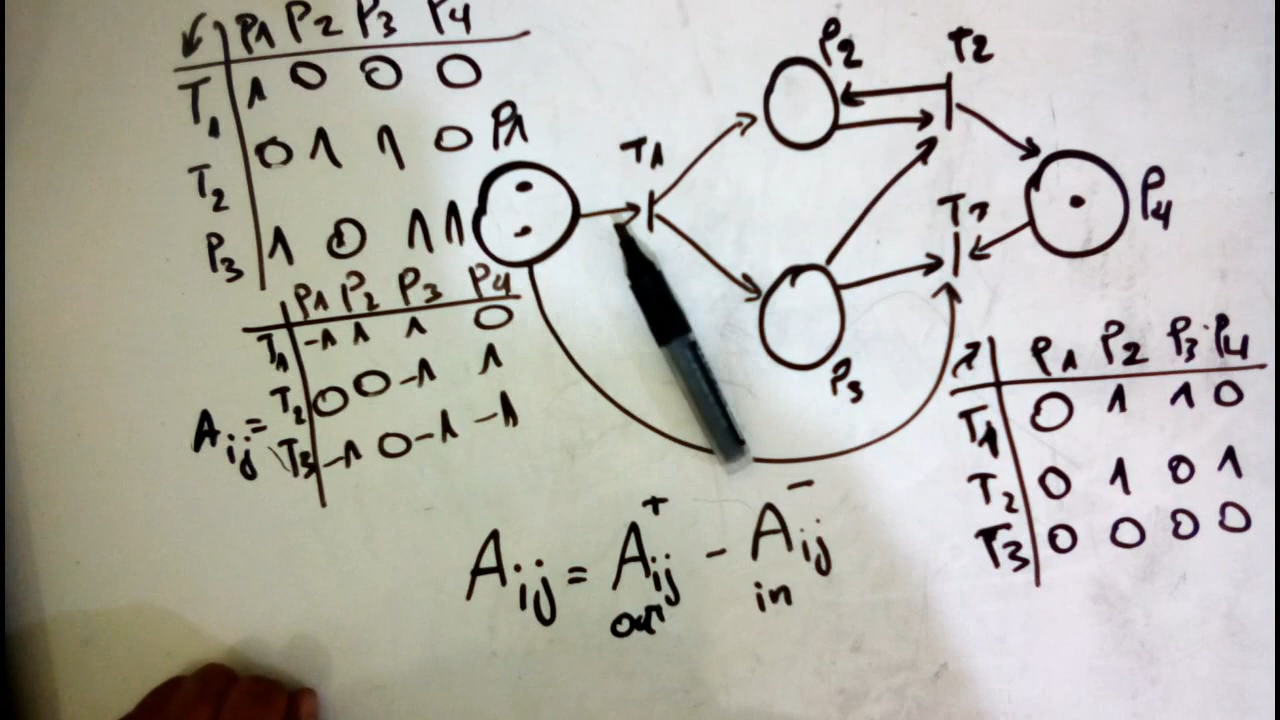 ↙ P1 P2 P3 P4
T1 1 0 0 0
T2 0 1 1 0
P3 1 0 1 1
P1 P2 P3 P4
T1 -1 1 1 0
T2 0 0 -1 1
T3 -1 0 -1 -1
Aij =
P1
T1
P2
T2
P4
P3
↗ P1 P2 P3 P4
T1 0 1 1 0
T2 0 1 0 1
T3 0 0 0 0
Aij = Aij+ - Aij-
out in